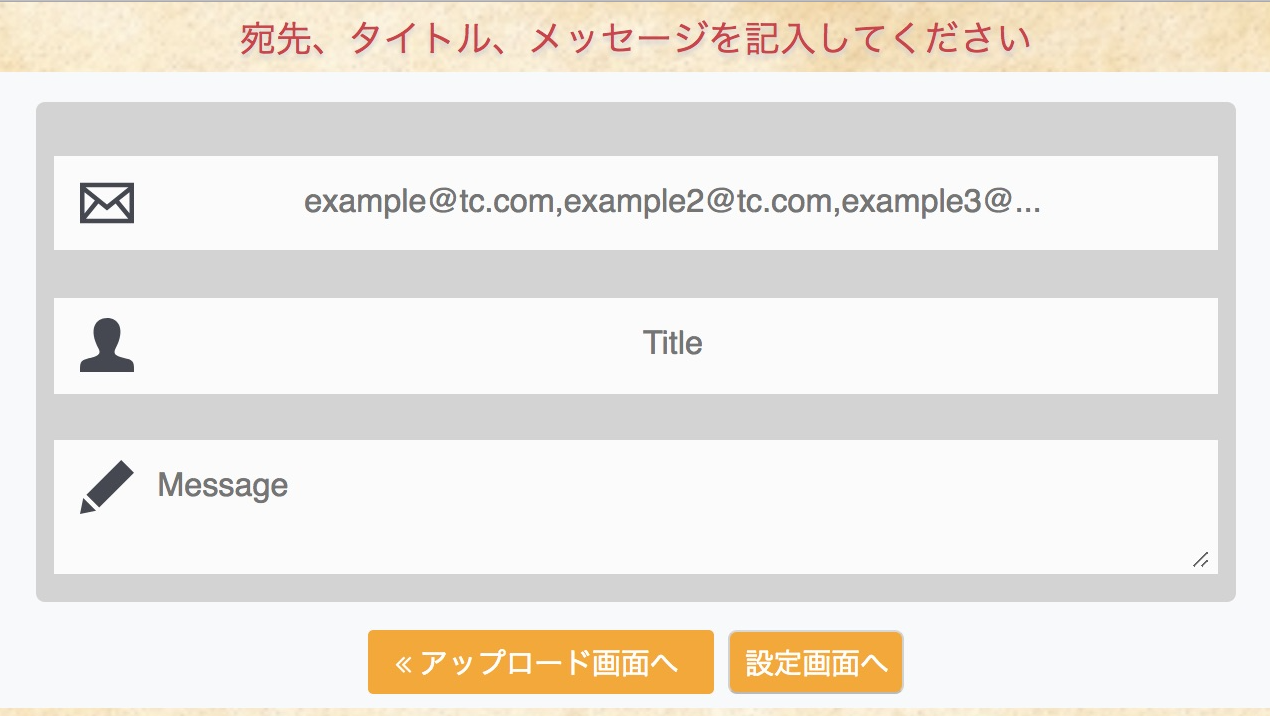 宛先、タイトル、メッセージを記入してください
example@tc.com,example2@tc.com,example3@...
Title
Message
« アップロード画面へ
設定画面へ